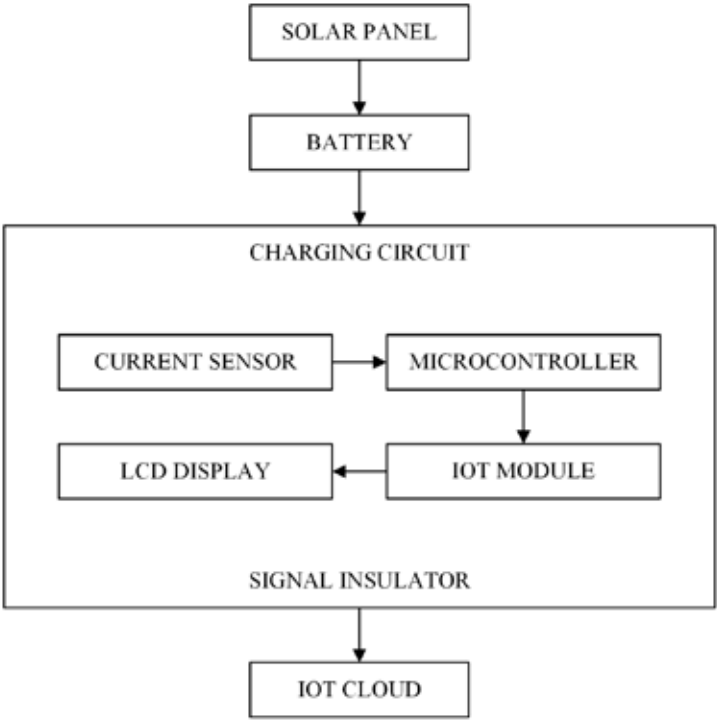 SOLAR PANEL
BATTERY
CHARGING CIRCUIT
CURRENT SENSOR
MICROCONTROLLER
LCD DISPLAY
IOT MODULE
SIGNAL INSULATOR
IOT CLOUD